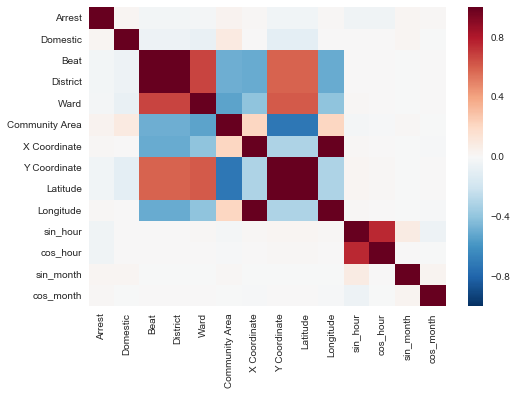 Arrest
Domestic
Beat
District
Ward
Community Area
X Coordinate
Y Coordinate
Latitude
Longitude
sin_hour
cos_hour
sin_month
cos_month
Arrest
Domestic
Beat
District
Ward
Community Area
X Coordinate
Y Coordinate
Latitude
Longitude
sin_hour
cos_hour
sin_month
cos_month
0.8
0.4
0.0
−0.4
−0.8